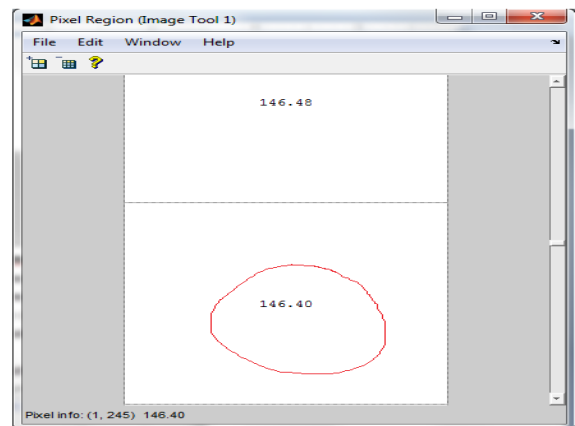 Pixel Region (Image Tool 1)
File Edit Window Help
146.48
146.40
Pixel info: (1, 245) 146.40